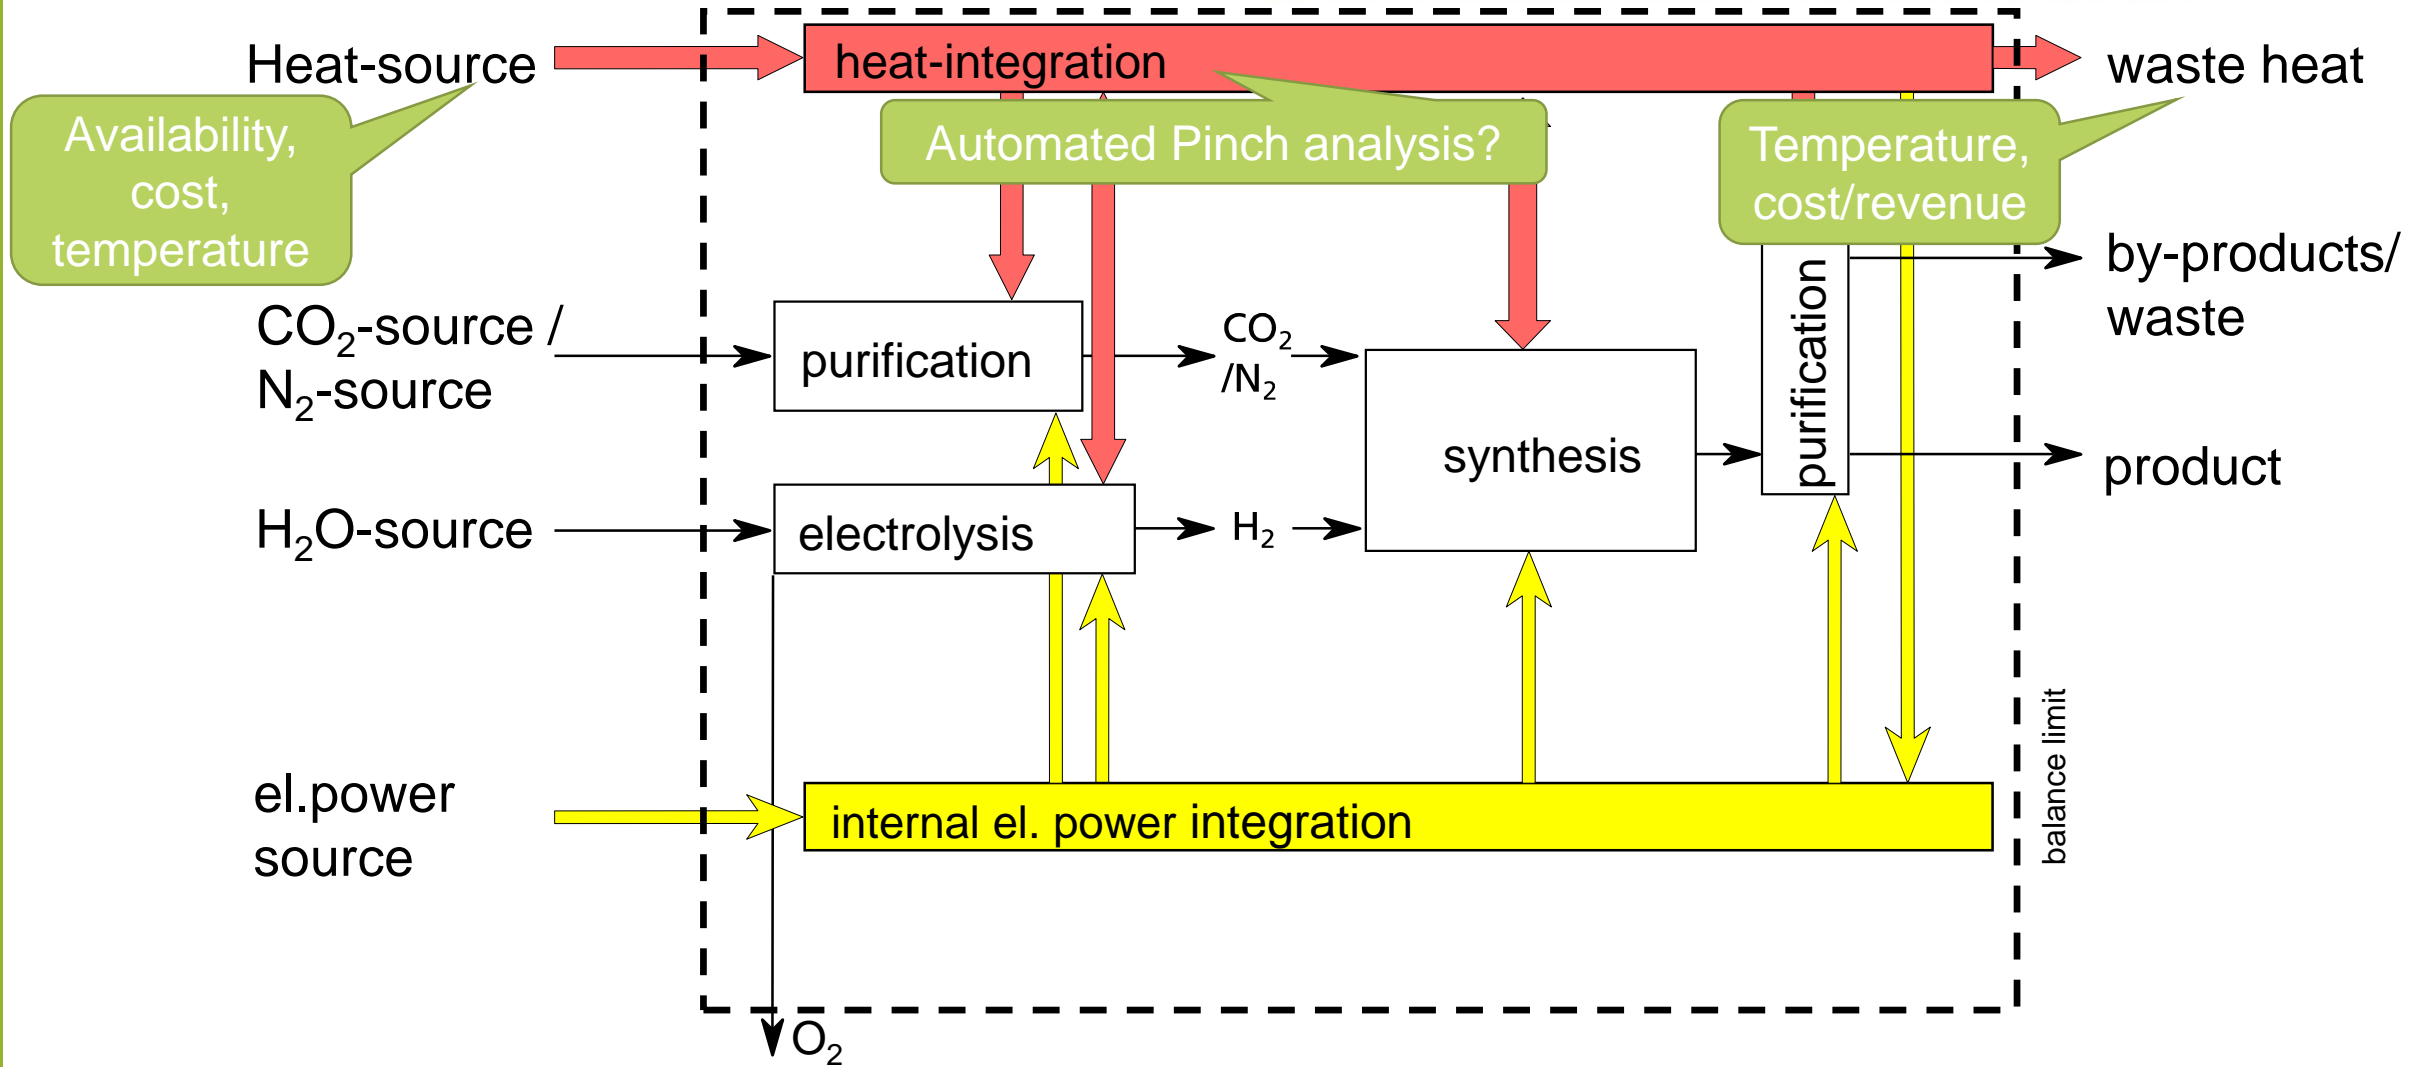 Heat-source
heat-integration
waste heat
Availability,
cost,
temperature
Automated Pinch analysis?
Temperature,
cost/revenue
by-products/
waste
CO₂-source /
N₂-source
purification
CO₂
/N₂
synthesis
purification
product
H₂O-source
electrolysis
H₂
el.power
source
internal el. power integration
balance limit
O₂